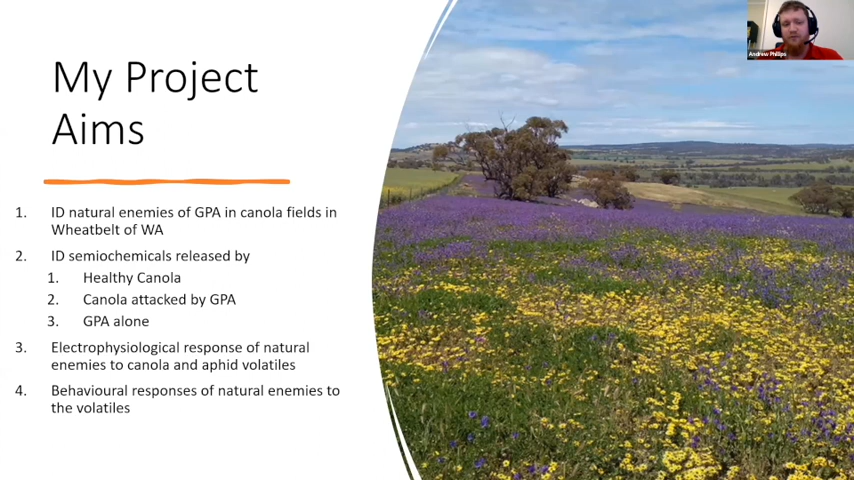 My Project
Aims
1. ID natural enemies of GPA in canola fields in
Wheatbelt of WA
2. ID semiochemicals released by
1. Healthy Canola
2. Canola attacked by GPA
3. GPA alone
3. Electrophysiological response of natural
enemies to canola and aphid volatiles
4. Behavioural responses of natural enemies to
the volatiles
Andrew Phillips